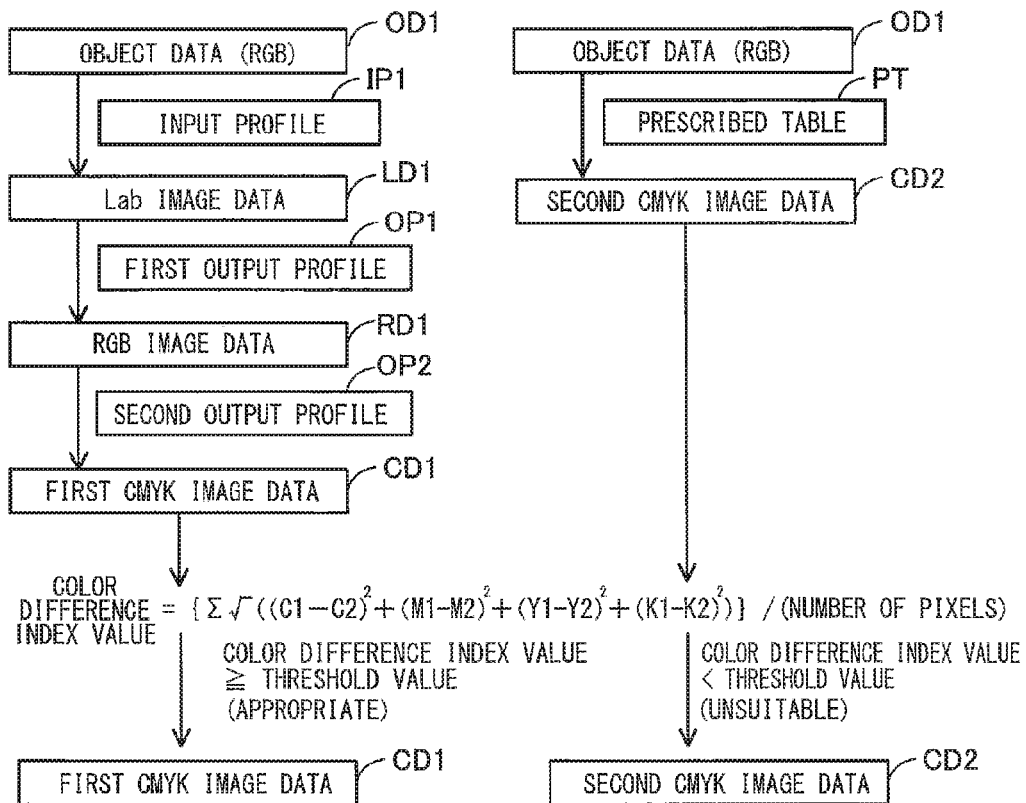 OD1
OBJECT DATA (RGB)
IP1
INPUT PROFILE
LD1
Lab IMAGE DATA
OP1
FIRST OUTPUT PROFILE
RD1
RGB IMAGE DATA
OP2
SECOND OUTPUT PROFILE
CD1
FIRST CMYK IMAGE DATA
OD1
OBJECT DATA (RGB)
PT
PRESCRIBED TABLE
CD2
SECOND CMYK IMAGE DATA
COLOR
DIFFERENCE
INDEX VALUE
= {Σ√((C1-C2)²+(M1-M2)²+(Y1-Y2)²+(K1-K2)²)} /(NUMBER OF PIXELS)
COLOR DIFFERENCE INDEX VALUE
≧ THRESHOLD VALUE
(APPROPRIATE)
COLOR DIFFERENCE INDEX VALUE
< THRESHOLD VALUE
(UNSUITABLE)
CD1
FIRST CMYK IMAGE DATA
CD2
SECOND CMYK IMAGE DATA